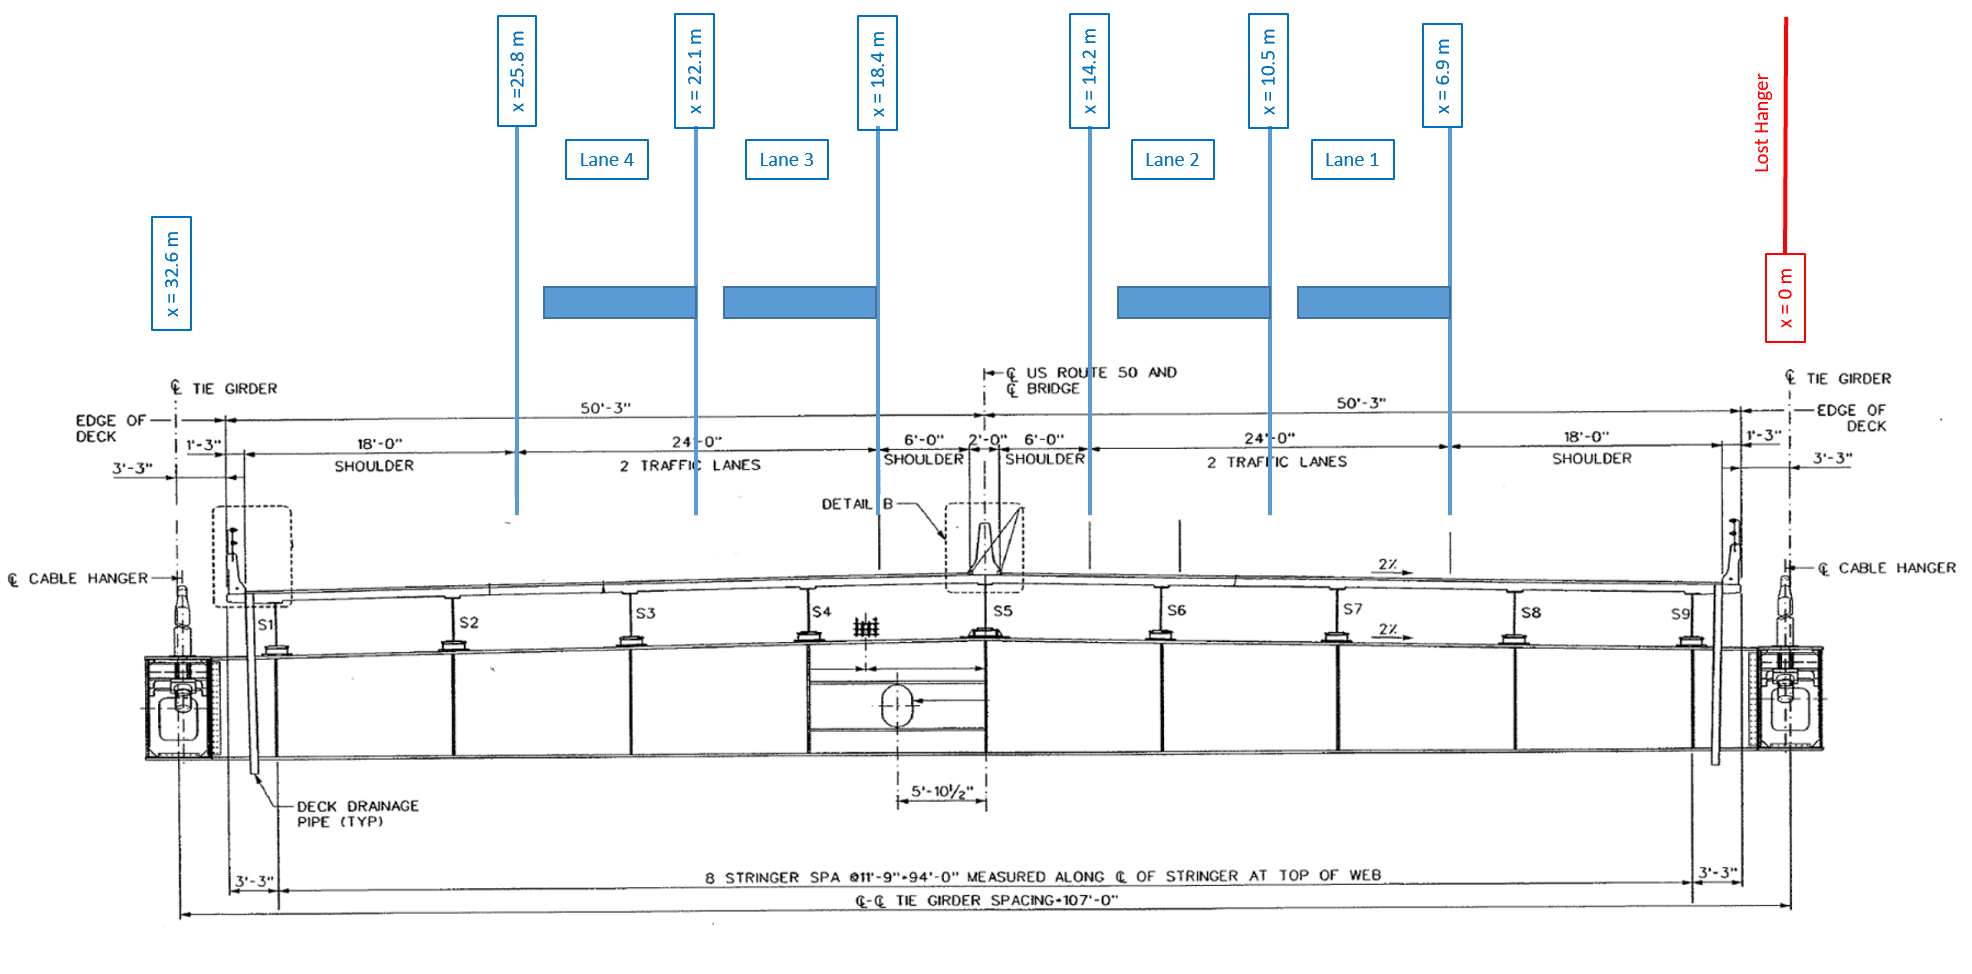 x =25.8 m
x = 22.1 m
x = 18.4 m
x = 14.2 m
x = 10.5 m
x = 6.9 m
Lost Hanger
Lane 4
Lane 3
Lane 2
Lane 1
x = 32.6 m
x = 0 m
℄ TIE GIRDER
℄ US ROUTE 50 AND
℄ BRIDGE
℄ TIE GIRDER
EDGE OF
DECK
50'-3"
50'-3"
EDGE OF
DECK
1'-3"
18'-0"
SHOULDER
24'-0"
2 TRAFFIC LANES
6'-0"
SHOULDER
2'-0"
6'-0"
SHOULDER
24'-0"
2 TRAFFIC LANES
18'-0"
SHOULDER
1'-3"
3'-3"
3'-3"
DETAIL B
℄ CABLE HANGER
2%
℄ CABLE HANGER
S1
S2
S3
S4
S5
S6
S7
S8
S9
2%
5'-10½"
DECK DRAINAGE
PIPE (TYP)
3'-3"
8 STRINGER SPA @11'-9"=94'-0" MEASURED ALONG ℄ OF STRINGER AT TOP OF WEB
3'-3"
℄-℄ TIE GIRDER SPACING=107'-0"